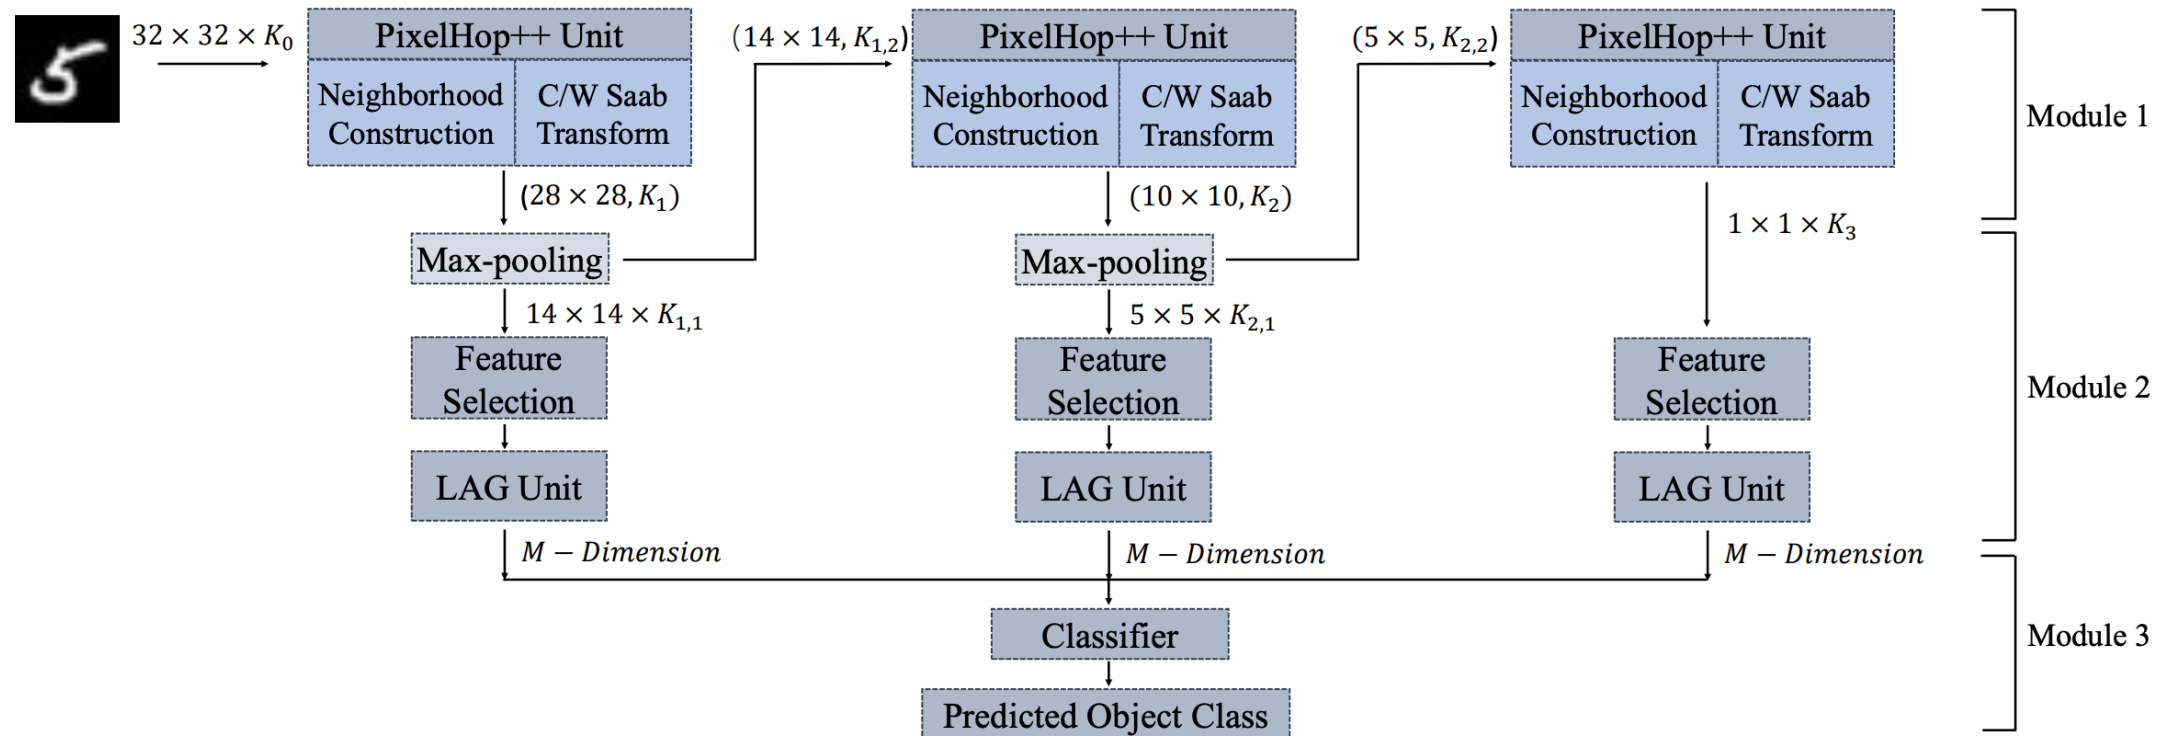 32 × 32 × K₀
PixelHop++ Unit
Neighborhood Construction
C/W Saab Transform
(28 × 28, K₁)
Max-pooling
14 × 14 × K₁,₁
Feature
Selection
LAG Unit
M − Dimension
(14 × 14, K₁,₂)
PixelHop++ Unit
Neighborhood Construction
C/W Saab Transform
(10 × 10, K₂)
Max-pooling
5 × 5 × K₂,₁
Feature
Selection
LAG Unit
M − Dimension
(5 × 5, K₂,₂)
PixelHop++ Unit
Neighborhood Construction
C/W Saab Transform
1 × 1 × K₃
Feature
Selection
LAG Unit
M − Dimension
Classifier
Predicted Object Class
Module 1
Module 2
Module 3
5